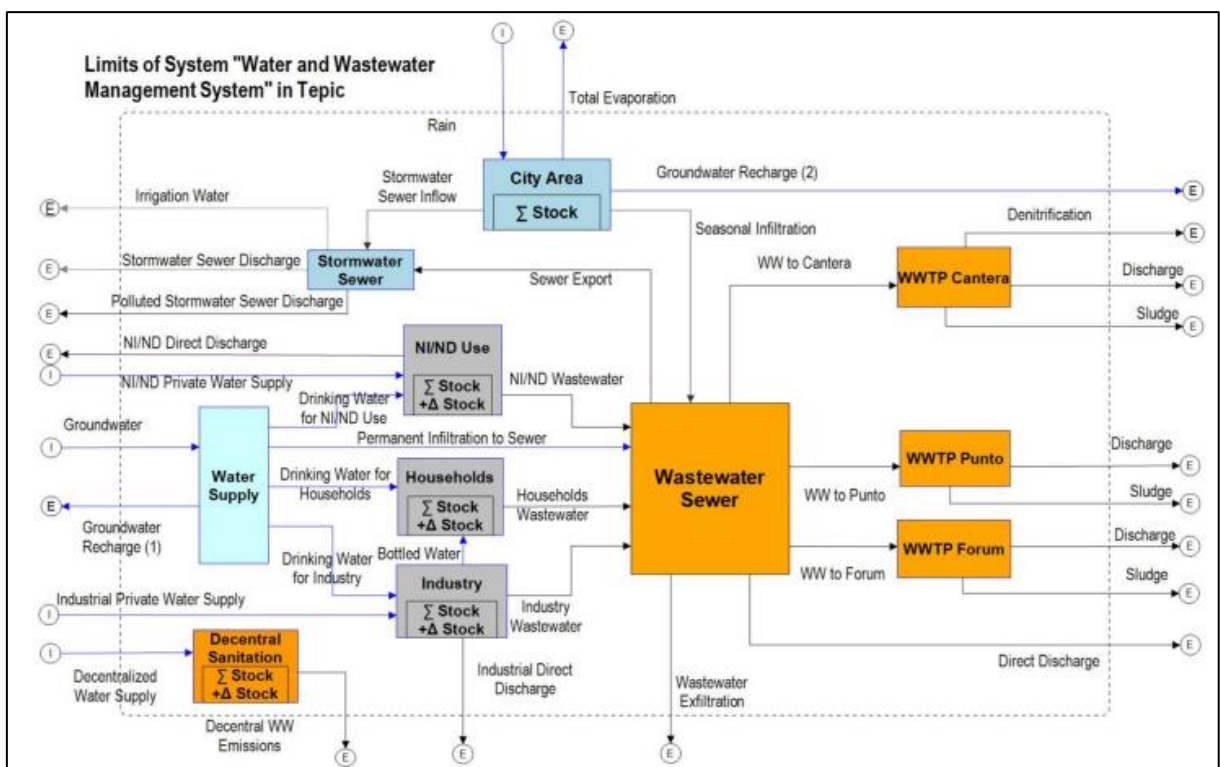 Limits of System "Water and Wastewater
Management System" in Tepic
I
E
Total Evaporation
Rain
City Area
∑ Stock
Groundwater Recharge (2)
E
Stormwater
Sewer Inflow
Irrigation Water
E
Seasonal Infiltration
Denitrification
E
Stormwater
Sewer
Stormwater Sewer Discharge
E
Sewer Export
WW to Cantera
WWTP Cantera
Discharge
E
Polluted Stormwater Sewer Discharge
E
Sludge
E
NI/ND Direct Discharge
E
NI/ND Use
∑ Stock
+Δ Stock
I
NI/ND Private Water Supply
NI/ND Wastewater
Drinking Water
for NI/ND Use
Groundwater
I
Permanent Infiltration to Sewer
Water
Supply
Drinking Water for
Households
Households
∑ Stock
+Δ Stock
Households
Wastewater
Wastewater
Sewer
WWTP Punto
Discharge
E
WW to Punto
Sludge
E
E
Groundwater
Recharge (1)
Drinking Water
for Industry
Bottled Water
Industry
∑ Stock
+Δ Stock
Industry
Wastewater
WWTP Forum
Discharge
E
WW to Forum
Sludge
E
Industrial Private Water Supply
I
Decentral
Sanitation
∑ Stock
+Δ Stock
I
Decentralized
Water Supply
Industrial Direct
Discharge
E
Wastewater
Exfiltration
E
Direct Discharge
E
Decentral WW
Emissions
E